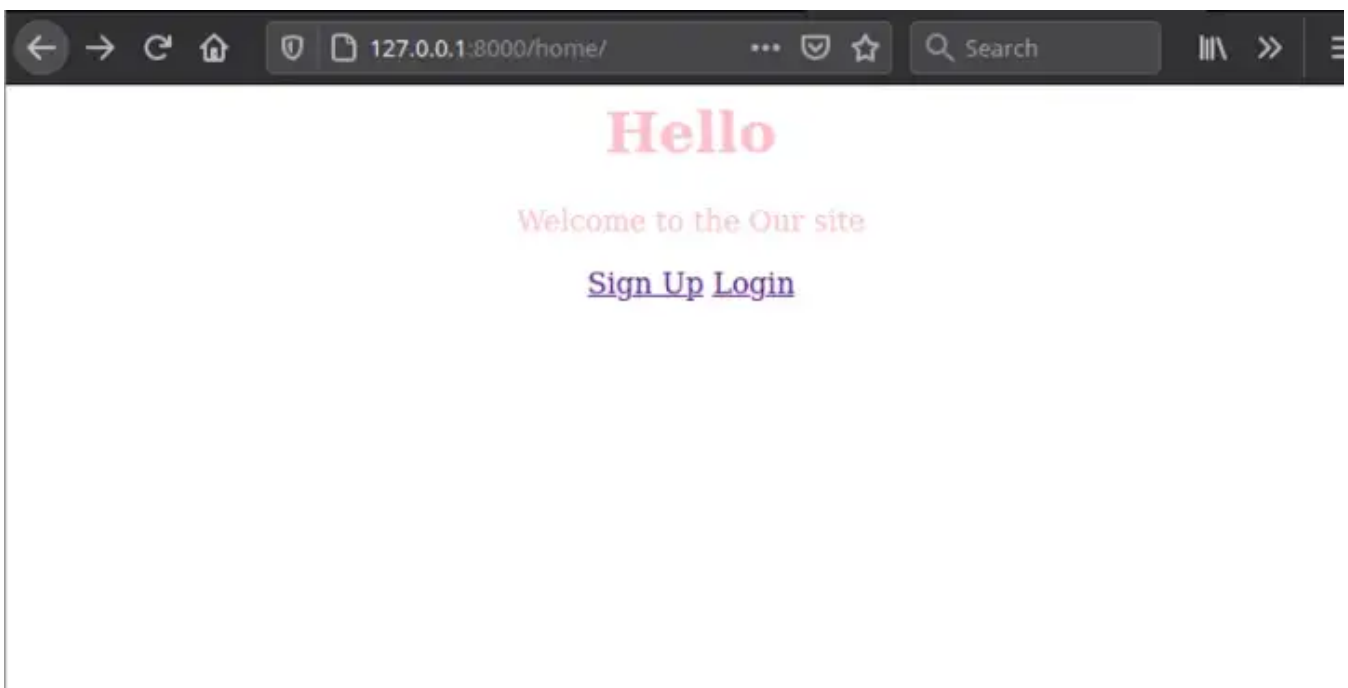 127.0.0.1:8000/home/
Search
Hello
Welcome to the Our site
Sign Up Login